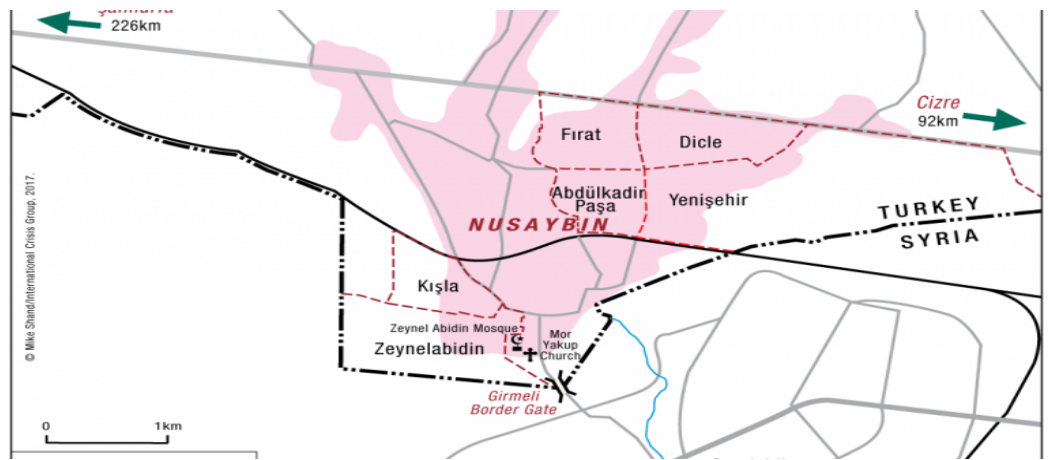 226km
Cizre
92km
Fırat
Dicle
Abdülkadir
Paşa
Yenişehir
NUSAYBIN
TURKEY
SYRIA
Kışla
Zeynel Abidin Mosque
Zeynelabidin
Mor
Yakup
Church
Girmeli
Border Gate
0 1km
© Mike Shand/International Crisis Group, 2017.